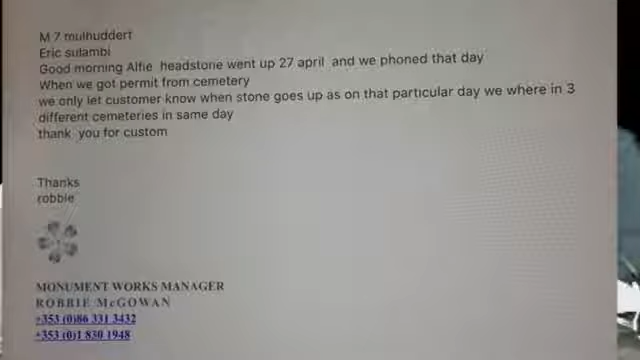 M 7 mulhuddert
Eric sulambi
Good morning Alfie headstone went up 27 april and we phoned that day
When we got permit from cemetery
we only let customer know when stone goes up as on that particular day we where in 3
different cemeteries in same day
thank you for custom
Thanks
robbie
MONUMENT WORKS MANAGER
ROBBIE McGOWAN
+353 (0)86 331 3432
+353 (0)1 830 1948